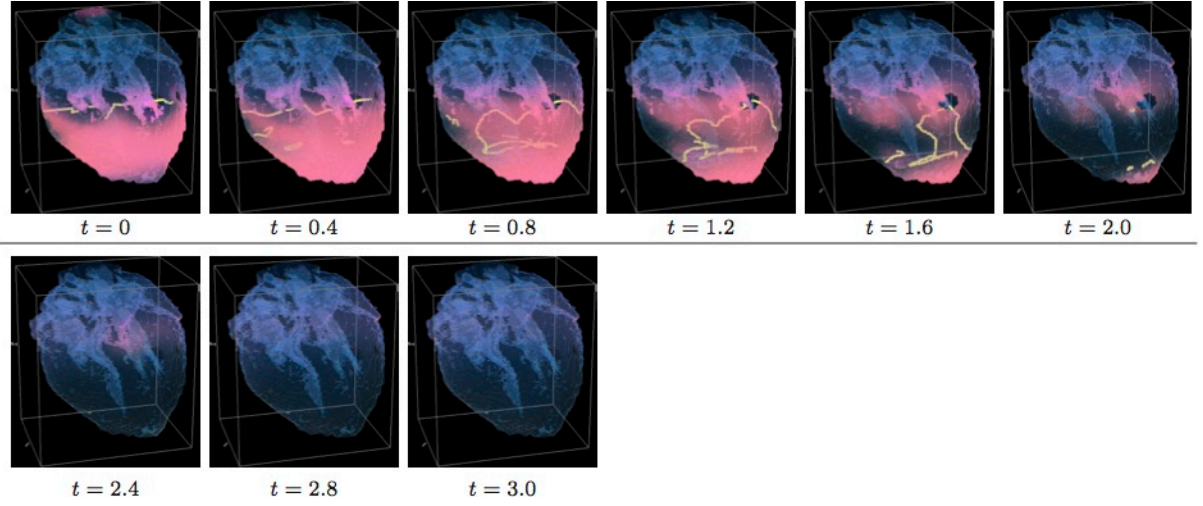 t = 0
t = 0.4
t = 0.8
t = 1.2
t = 1.6
t = 2.0
t = 2.4
t = 2.8
t = 3.0